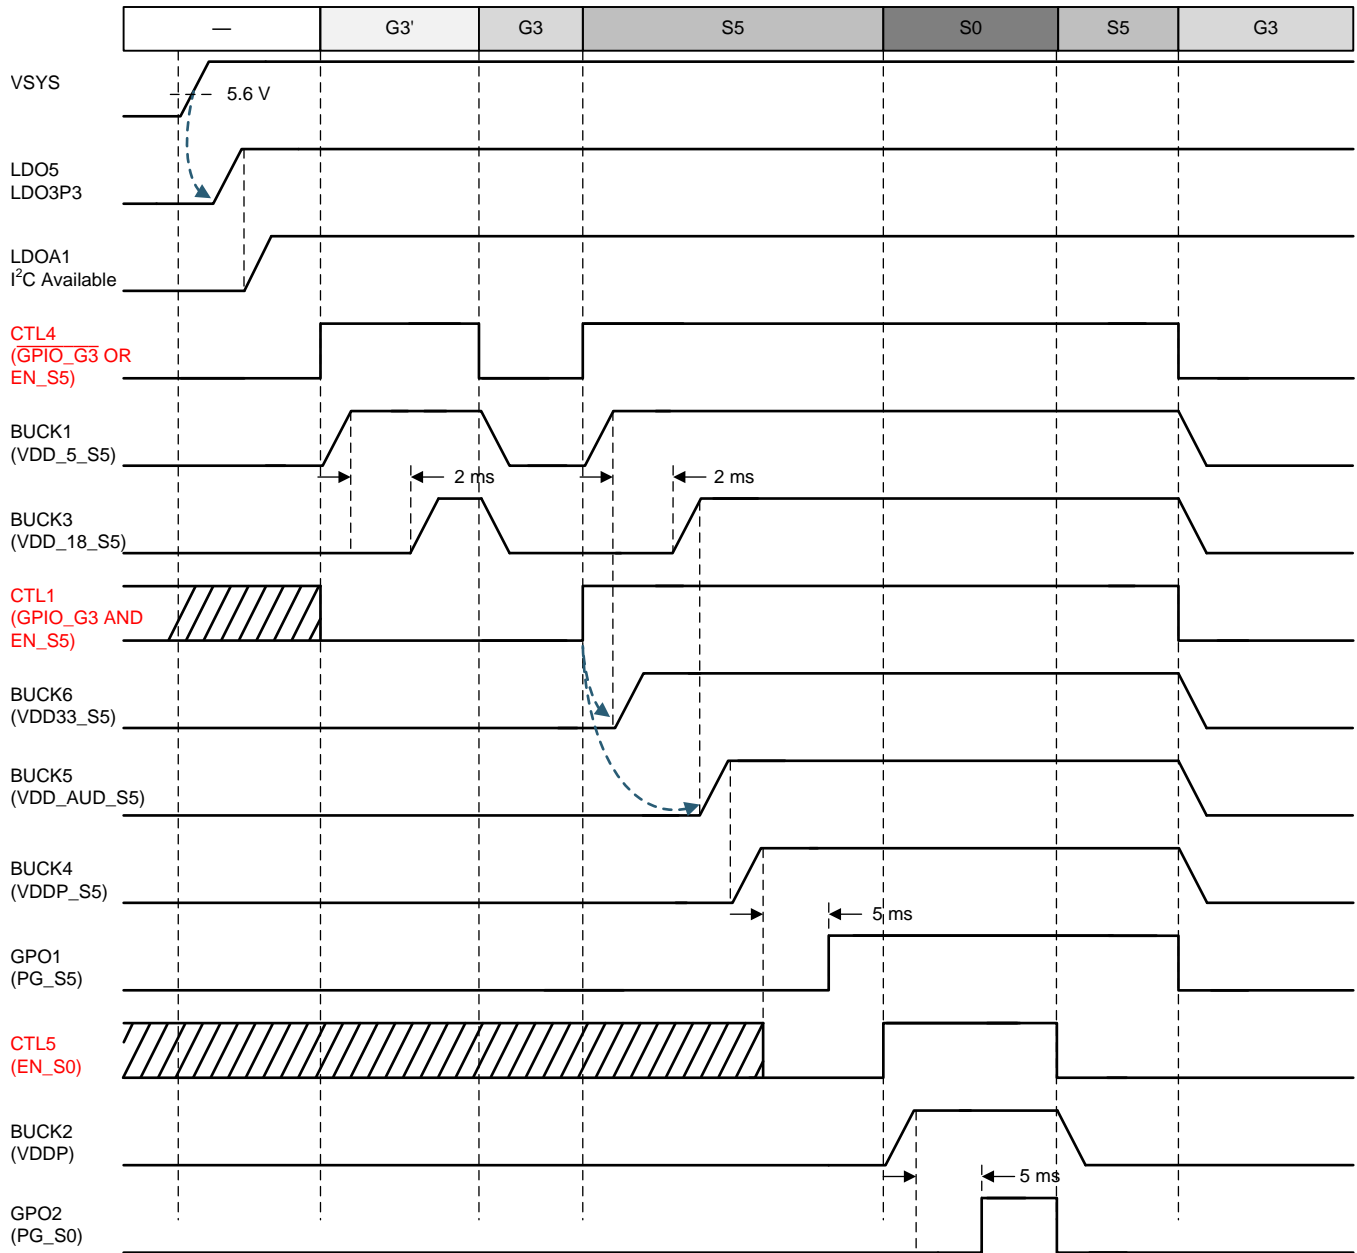 — G3' G3 S5 S0 S5 G3
VSYS
5.6 V
LDO5
LDO3P3
LDOA1
I²C Available
CTL4
(G̅P̅I̅O̅_̅G̅3̅ OR
EN_S5)
BUCK1
(VDD_5_S5)
2 ms 2 ms
BUCK3
(VDD_18_S5)
CTL1
(GPIO_G3 AND
EN_S5)
BUCK6
(VDD33_S5)
BUCK5
(VDD_AUD_S5)
BUCK4
(VDDP_S5)
5 ms
GPO1
(PG_S5)
CTL5
(EN_S0)
BUCK2
(VDDP)
5 ms
GPO2
(PG_S0)